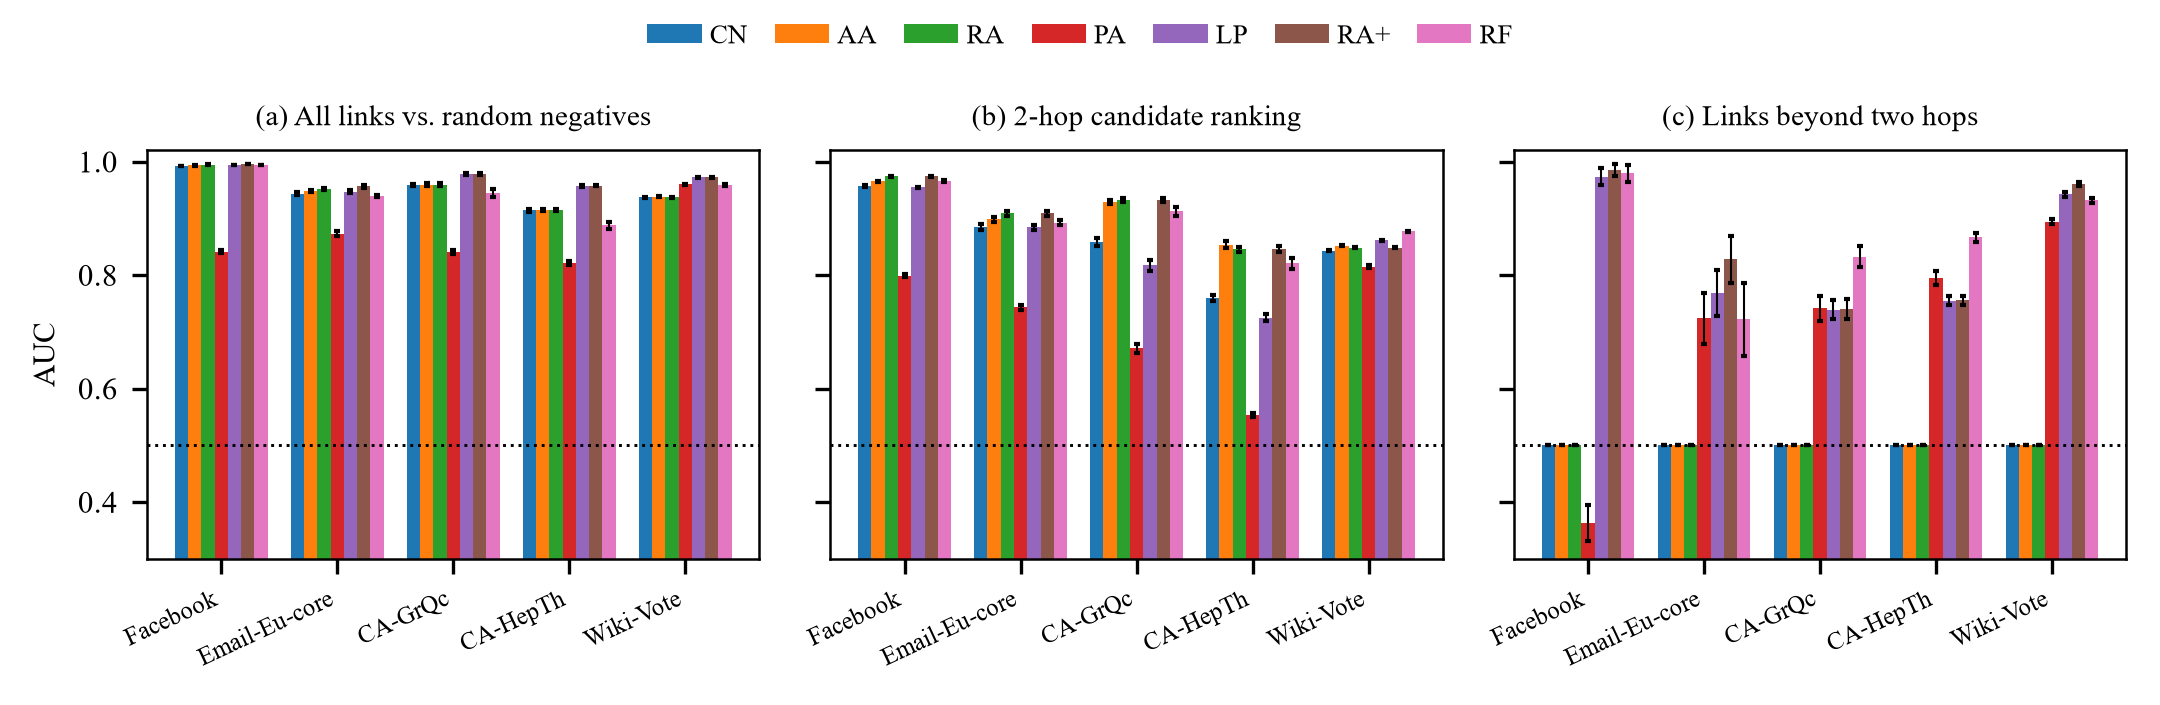 CN AA RA PA LP RA+ RF
(a) All links vs. random negatives
(b) 2-hop candidate ranking
(c) Links beyond two hops
AUC
1.0
0.8
0.6
0.4
Facebook
Email-Eu-core
CA-GrQc
CA-HepTh
Wiki-Vote
Facebook
Email-Eu-core
CA-GrQc
CA-HepTh
Wiki-Vote
Facebook
Email-Eu-core
CA-GrQc
CA-HepTh
Wiki-Vote